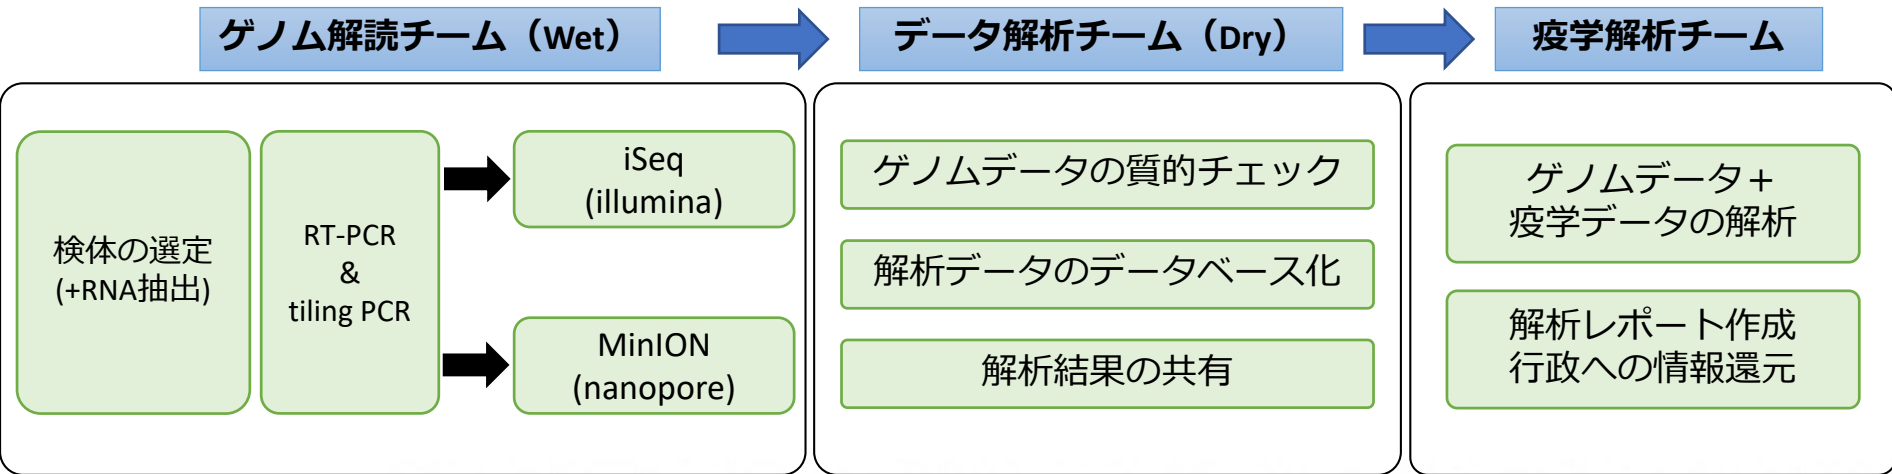 ゲノム解読チーム（Wet）
データ解析チーム（Dry）
疫学解析チーム
検体の選定
(+RNA抽出)
RT-PCR
&
tiling PCR
iSeq
(illumina)
MinION
(nanopore)
ゲノムデータの質的チェック
解析データのデータベース化
解析結果の共有
ゲノムデータ＋
疫学データの解析
解析レポート作成
行政への情報還元